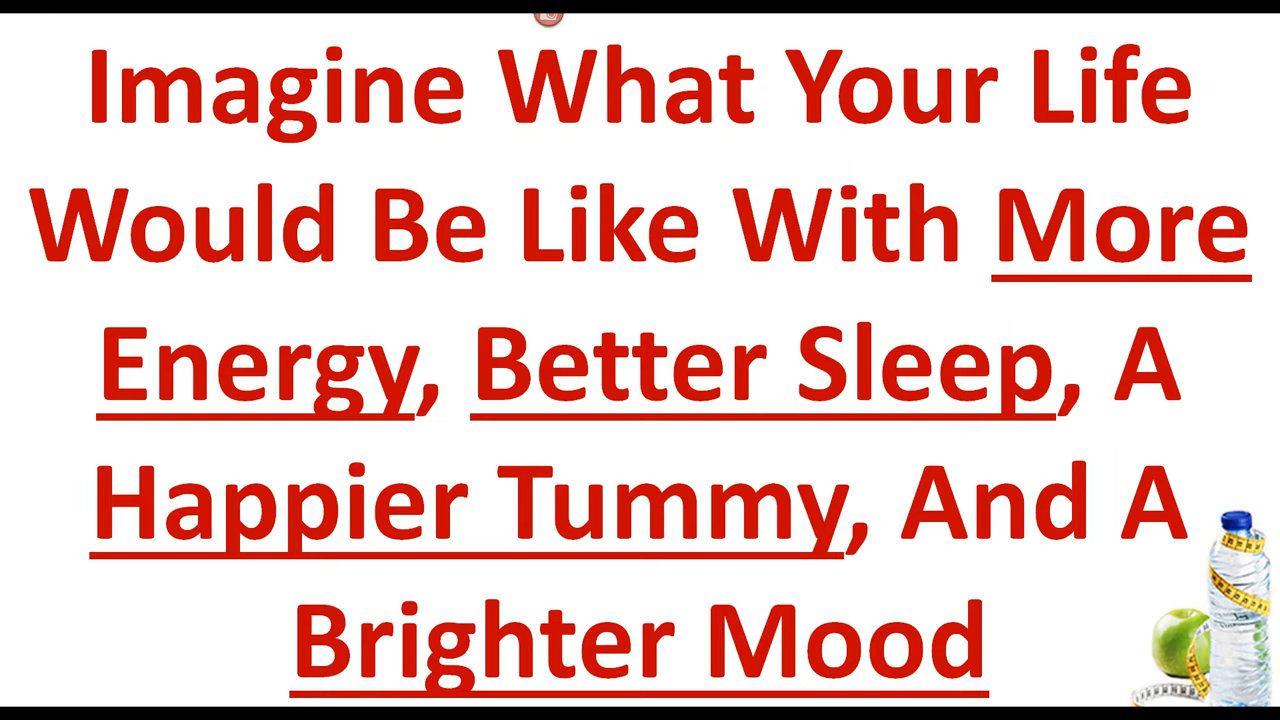 Imagine What Your Life
Would Be Like With More
Energy, Better Sleep, A
Happier Tummy, And A
Brighter Mood